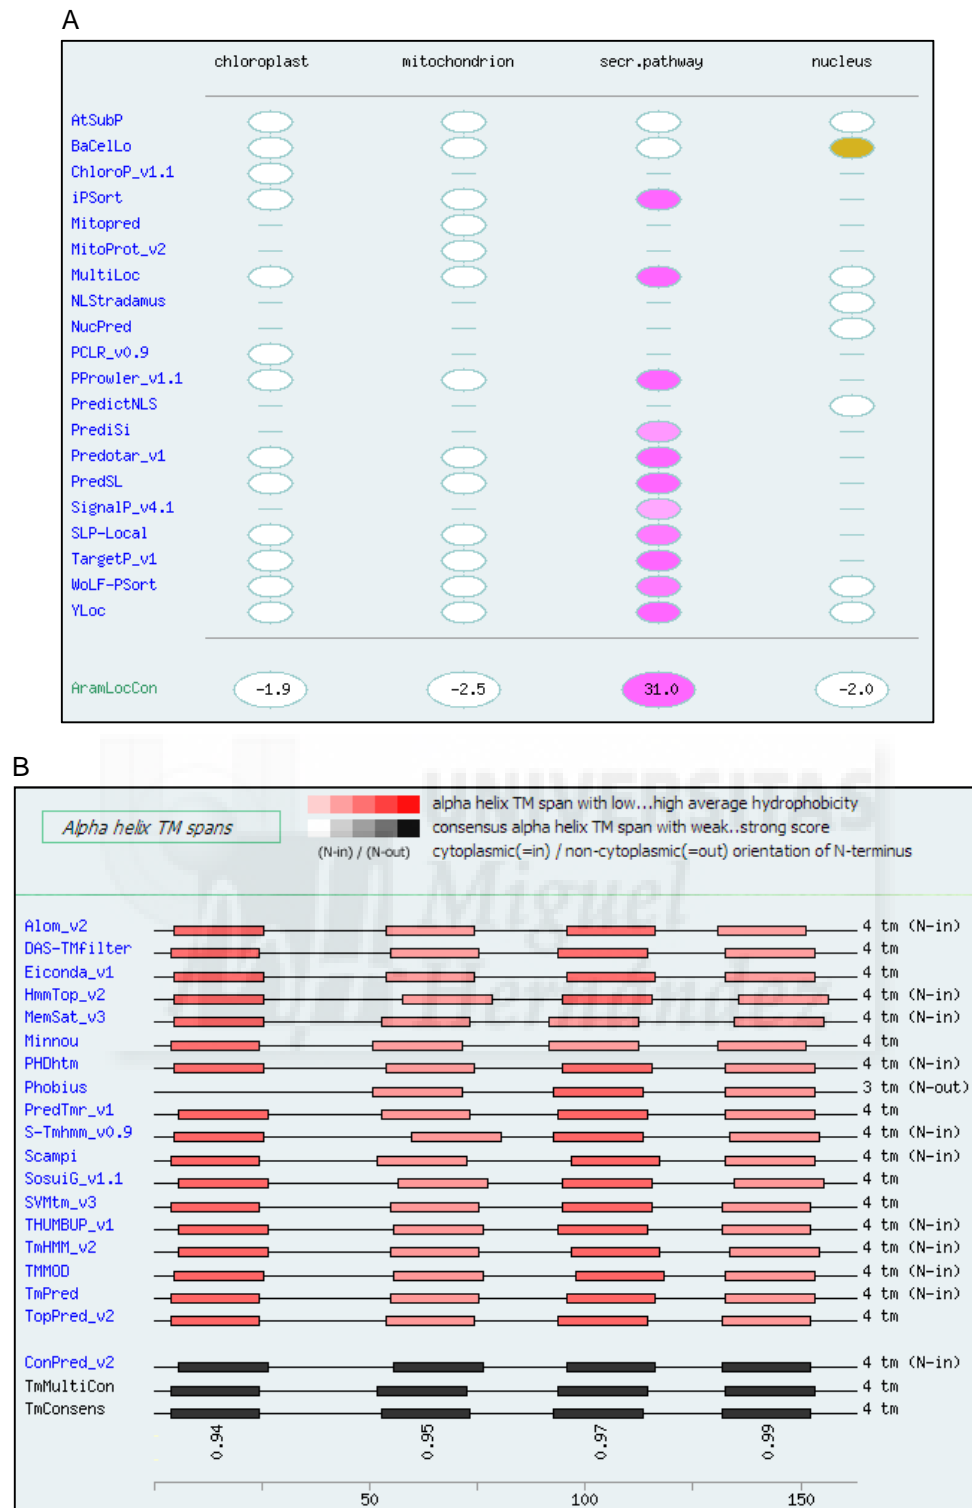 A
chloroplast mitochondrion secr.pathway nucleus
AtSubP
BaCelLo
ChloroP_v1.1
iPSort
Mitopred
MitoProt_v2
MultiLoc
NLStradamus
NucPred
PCLR_v0.9
PProwler_v1.1
PredictNLS
PrediSi
Predotar_v1
PredSL
SignalP_v4.1
SLP-Local
TargetP_v1
WoLF-PSort
YLoc
AramLocCon -1.9 -2.5 31.0 -2.0
B
UNIVERSITAS
Miguel
Hernández
Alpha helix TM spans
alpha helix TM span with low...high average hydrophobicity
consensus alpha helix TM span with weak..strong score
(N-in) / (N-out) cytoplasmic(=in) / non-cytoplasmic(=out) orientation of N-terminus
Alom_v2 4 tm (N-in)
DAS-TMfilter 4 tm
Eiconda_v1 4 tm
HmmTop_v2 4 tm (N-in)
MemSat_v3 4 tm (N-in)
Minnou 4 tm
PHDhtm 4 tm (N-in)
Phobius 3 tm (N-out)
PredTmr_v1 4 tm
S-Tmhmm_v0.9 4 tm (N-in)
Scampi 4 tm (N-in)
SosuiG_v1.1 4 tm
SVMtm_v3 4 tm
THUMBUP_v1 4 tm (N-in)
TmHMM_v2 4 tm (N-in)
TMMOD 4 tm (N-in)
TmPred 4 tm (N-in)
TopPred_v2 4 tm
ConPred_v2 4 tm (N-in)
TmMultiCon 4 tm
TmConsens 4 tm
0.94 0.95 0.97 0.99
50 100 150